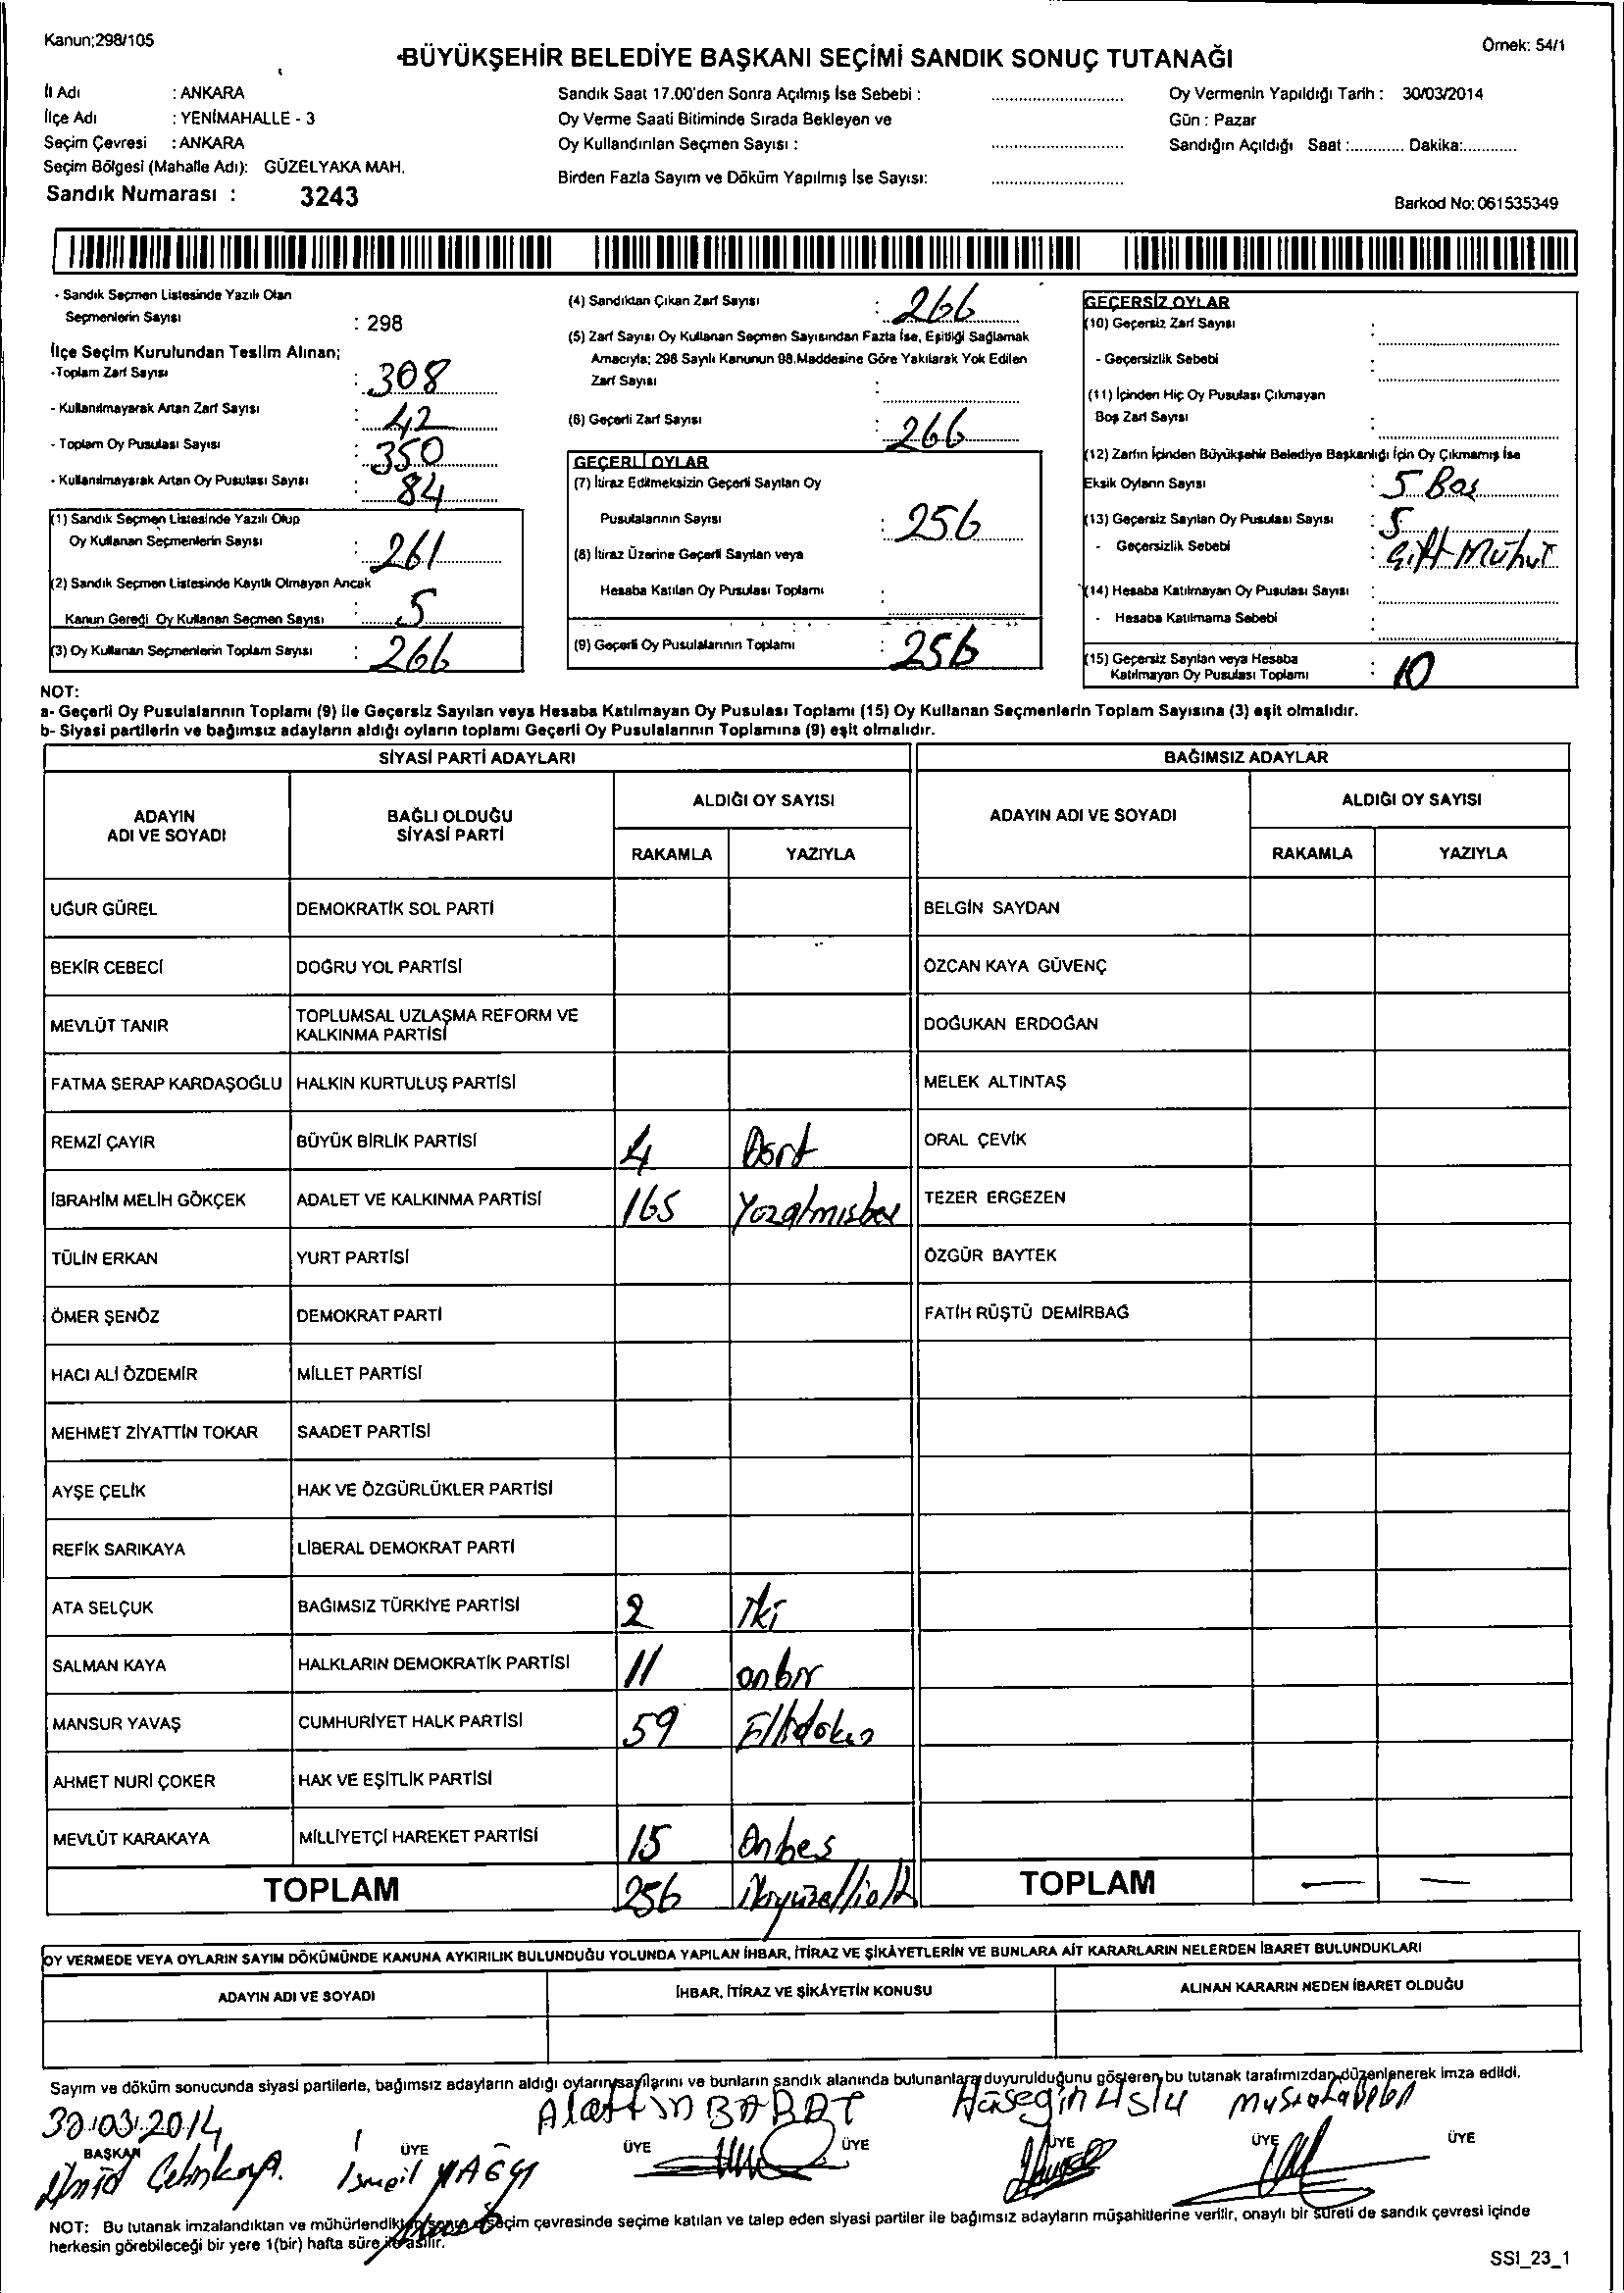 Kanun;298/105
Örnek: 54/1
BÜYÜKŞEHİR BELEDİYE BAŞKANI SEÇİMİ SANDIK SONUÇ TUTANAĞI
İl Adı : ANKARA
İlçe Adı : YENİMAHALLE - 3
Seçim Çevresi : ANKARA
Seçim Bölgesi (Mahalle Adı): GÜZELYAKA MAH.
Sandık Numarası : 3243
Sandık Saat 17.00'den Sonra Açılmış İse Sebebi :
Oy Verme Saati Bitiminde Sırada Bekleyen ve
Oy Kullandırılan Seçmen Sayısı :
Birden Fazla Sayım ve Döküm Yapılmış İse Sayısı:
Oy Vermenin Yapıldığı Tarih : 30/03/2014
Gün : Pazar
Sandığın Açıldığı Saat :............ Dakika:............
Barkod No: 061535349
- Sandık Seçmen Listesinde Yazılı Olan
Seçmenlerin Sayısı : 298
İlçe Seçim Kurulundan Teslim Alınan;
-Toplam Zarf Sayısı : 308
- Kullanılmayarak Artan Zarf Sayısı : 42
- Toplam Oy Pusulası Sayısı : 350
- Kullanılmayarak Artan Oy Pusulası Sayısı : 84
(1) Sandık Seçmen Listesinde Yazılı Olup
Oy Kullanan Seçmenlerin Sayısı : 261
(2) Sandık Seçmen Listesinde Kayıtlı Olmayan Ancak
Kanun Gereği Oy Kullanan Seçmen Sayısı : 5
(3) Oy Kullanan Seçmenlerin Toplam Sayısı : 266
(4) Sandıktan Çıkan Zarf Sayısı : 266
(5) Zarf Sayısı Oy Kullanan Seçmen Sayısından Fazla İse, Eşitliği Sağlamak
Amacıyla; 298 Sayılı Kanunun 98.Maddesine Göre Yakılarak Yok Edilen
Zarf Sayısı :
(6) Geçerli Zarf Sayısı : 266
GEÇERLİ OYLAR
(7) İtiraz Edilmeksizin Geçerli Sayılan Oy
Pusulalarının Sayısı : 256
(8) İtiraz Üzerine Geçerli Sayılan veya
Hesaba Katılan Oy Pusulası Toplamı :
(9) Geçerli Oy Pusulalarının Toplamı : 256
GEÇERSİZ OYLAR
(10) Geçersiz Zarf Sayısı :
- Geçersizlik Sebebi :
(11) İçinden Hiç Oy Pusulası Çıkmayan
Boş Zarf Sayısı :
(12) Zarfın İçinden Büyükşehir Belediye Başkanlığı İçin Oy Çıkmamış İse
Eksik Oyların Sayısı : 5 Boş
(13) Geçersiz Sayılan Oy Pusulası Sayısı : 5
- Geçersizlik Sebebi : Çift Mühür
(14) Hesaba Katılmayan Oy Pusulası Sayısı :
- Hesaba Katılmama Sebebi :
(15) Geçersiz Sayılan veya Hesaba
Katılmayan Oy Pusulası Toplamı : 10
NOT:
a- Geçerli Oy Pusulalarının Toplamı (9) ile Geçersiz Sayılan veya Hesaba Katılmayan Oy Pusulası Toplamı (15) Oy Kullanan Seçmenlerin Toplam Sayısına (3) eşit olmalıdır.
b- Siyasi partilerin ve bağımsız adayların aldığı oyların toplamı Geçerli Oy Pusulalarının Toplamına (9) eşit olmalıdır.
SİYASİ PARTİ ADAYLARI
BAĞIMSIZ ADAYLAR
ADAYIN ADI VE SOYADI
BAĞLI OLDUĞU SİYASİ PARTİ
ALDIĞI OY SAYISI
RAKAMLA YAZIYLA
ADAYIN ADI VE SOYADI
ALDIĞI OY SAYISI
RAKAMLA YAZIYLA
UĞUR GÜREL DEMOKRATİK SOL PARTİ BELGİN SAYDAN
BEKİR CEBECİ DOĞRU YOL PARTİSİ ÖZCAN KAYA GÜVENÇ
MEVLÜT TANIR TOPLUMSAL UZLAŞMA REFORM VE KALKINMA PARTİSİ DOĞUKAN ERDOĞAN
FATMA SERAP KARDAŞOĞLU HALKIN KURTULUŞ PARTİSİ MELEK ALTINTAŞ
REMZİ ÇAYIR BÜYÜK BİRLİK PARTİSİ 4 Dört ORAL ÇEVİK
İBRAHİM MELİH GÖKÇEK ADALET VE KALKINMA PARTİSİ 165 Yüzatmışbeş TEZER ERGEZEN
TÜLİN ERKAN YURT PARTİSİ ÖZGÜR BAYTEK
ÖMER ŞENÖZ DEMOKRAT PARTİ FATİH RÜŞTÜ DEMİRBAĞ
HACI ALİ ÖZDEMİR MİLLET PARTİSİ
MEHMET ZİYATTİN TOKAR SAADET PARTİSİ
AYŞE ÇELİK HAK VE ÖZGÜRLÜKLER PARTİSİ
REFİK SARIKAYA LİBERAL DEMOKRAT PARTİ
ATA SELÇUK BAĞIMSIZ TÜRKİYE PARTİSİ 2 İki
SALMAN KAYA HALKLARIN DEMOKRATİK PARTİSİ 11 onbir
MANSUR YAVAŞ CUMHURİYET HALK PARTİSİ 59 Ellidokuz
AHMET NURİ ÇOKER HAK VE EŞİTLİK PARTİSİ
MEVLÜT KARAKAYA MİLLİYETÇİ HAREKET PARTİSİ 15 Onbeş
TOPLAM 256 ikiyüzellialtı TOPLAM — —
OY VERMEDE VEYA OYLARIN SAYIM DÖKÜMÜNDE KANUNA AYKIRILIK BULUNDUĞU YOLUNDA YAPILAN İHBAR, İTİRAZ VE ŞİKÂYETLERİN VE BUNLARA AİT KARARLARIN NELERDEN İBARET BULUNDUKLARI
ADAYIN ADI VE SOYADI
İHBAR, İTİRAZ VE ŞİKÂYETİN KONUSU
ALINAN KARARIN NEDEN İBARET OLDUĞU
Sayım ve döküm sonucunda siyasi partilerle, bağımsız adayların aldığı oyların sayılarını ve bunların sandık alanında bulunanlara duyurulduğunu gösteren bu tutanak tarafımızdan düzenlenerek imza edildi.
30.03.2014
BAŞKAN ÜYE ÜYE ÜYE ÜYE ÜYE ÜYE
Ümit Çetinkaya İsmail YAĞCI
NOT: Bu tutanak imzalandıktan ve mühürlendikten sonra seçim çevresinde seçime katılan ve talep eden siyasi partiler ile bağımsız adayların müşahitlerine verilir, onaylı bir sureti de sandık çevresi içinde
herkesin görebileceği bir yere 1(bir) hafta süre ile asılır.
SSI_23_1